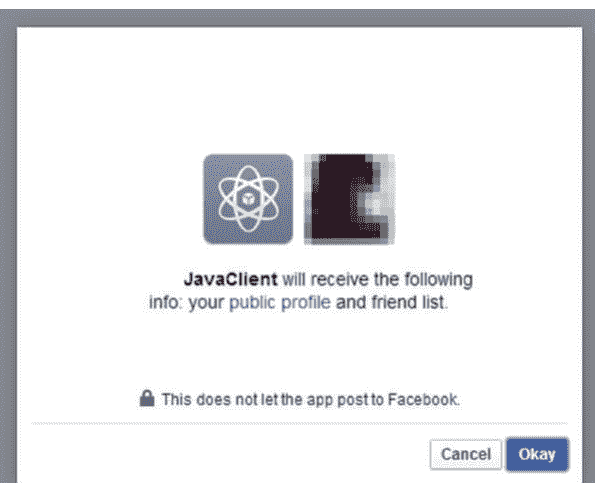 JavaClient will receive the following
info: your public profile and friend list.
This does not let the app post to Facebook.
Cancel Okay